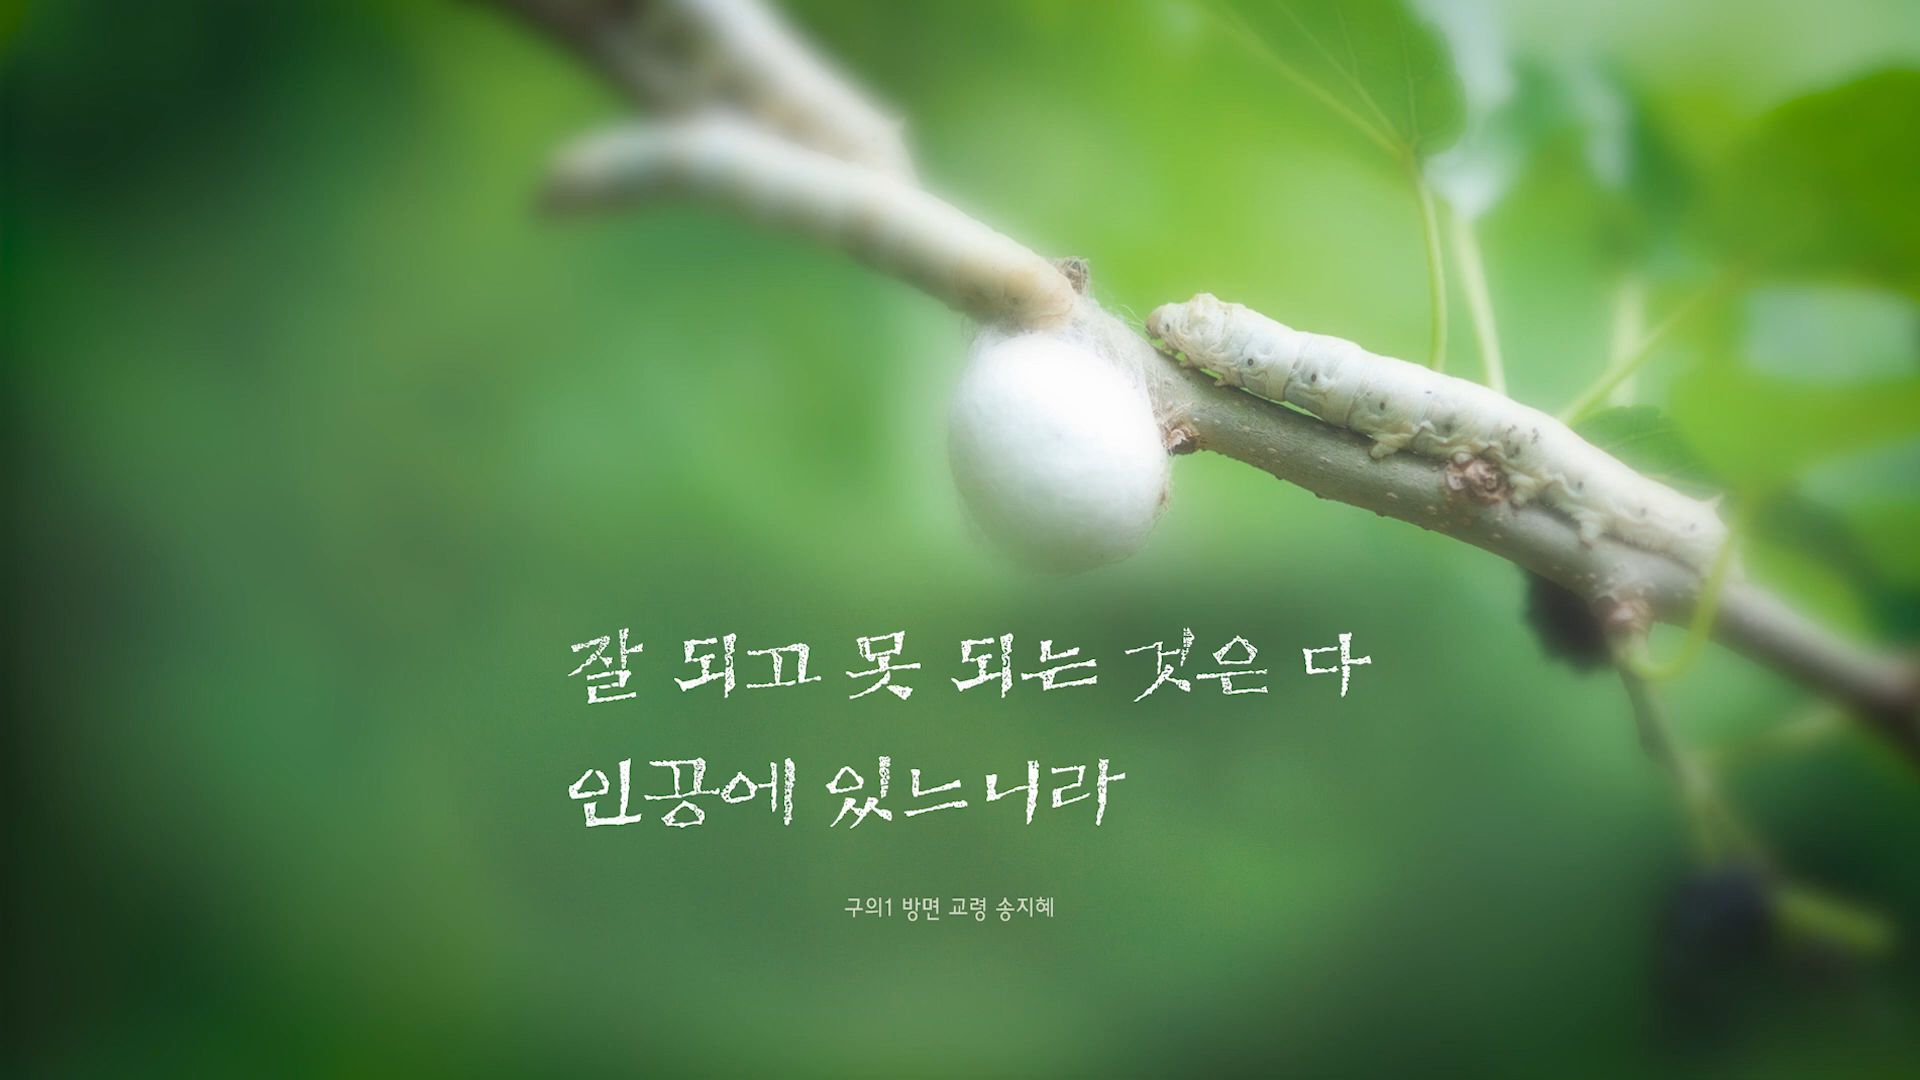 잘 되고 못 되는 것은 다
인공에 있느니라
구의1 방면 교령 송지혜